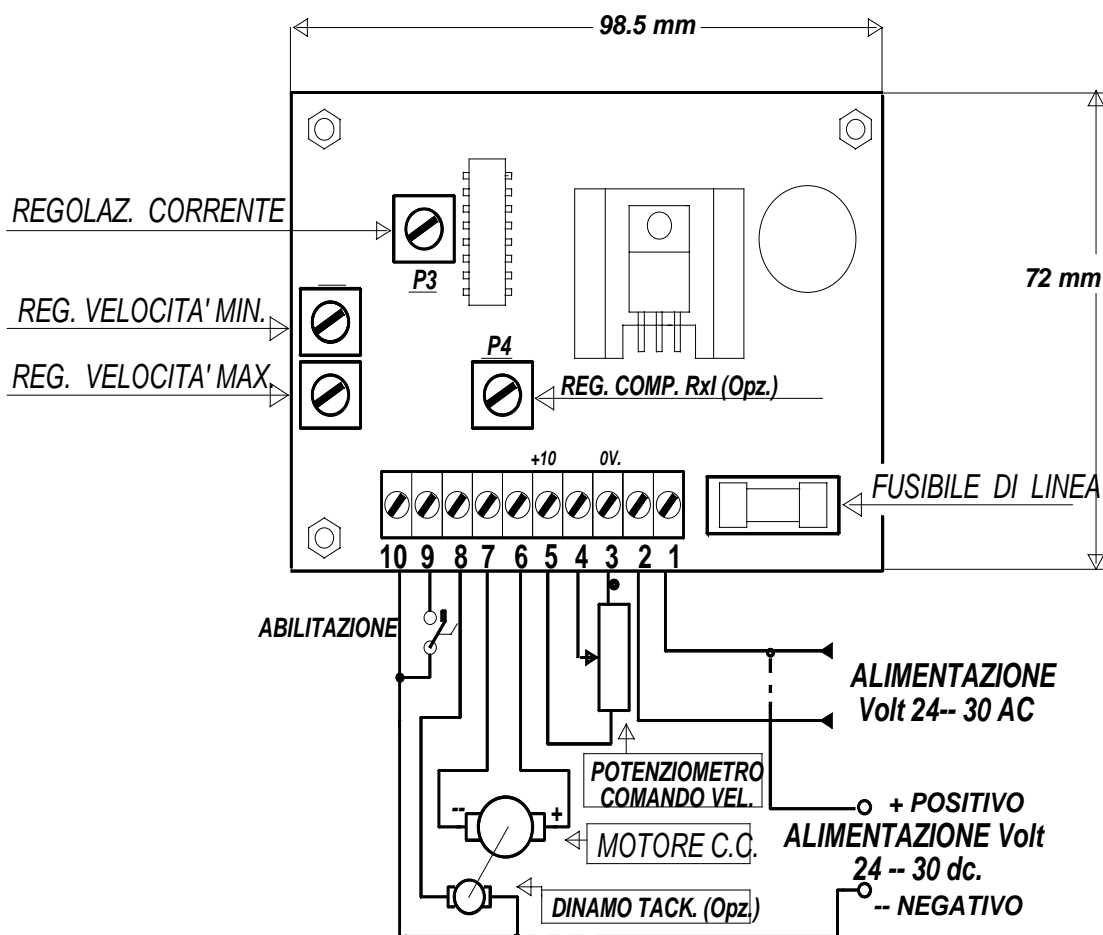 98.5 mm
REGOLAZ. CORRENTE
P3
72 mm
REG. VELOCITA' MIN.
P4
REG. VELOCITA' MAX.
REG. COMP. RxI (Opz.)
+10 0V.
FUSIBILE DI LINEA
10 9 8 7 6 5 4 3 2 1
ABILITAZIONE
ALIMENTAZIONE
Volt 24-- 30 AC
POTENZIOMETRO
COMANDO VEL.
-- +
+ POSITIVO
MOTORE C.C.
ALIMENTAZIONE Volt
24 -- 30 dc.
DINAMO TACK. (Opz.)
-- NEGATIVO